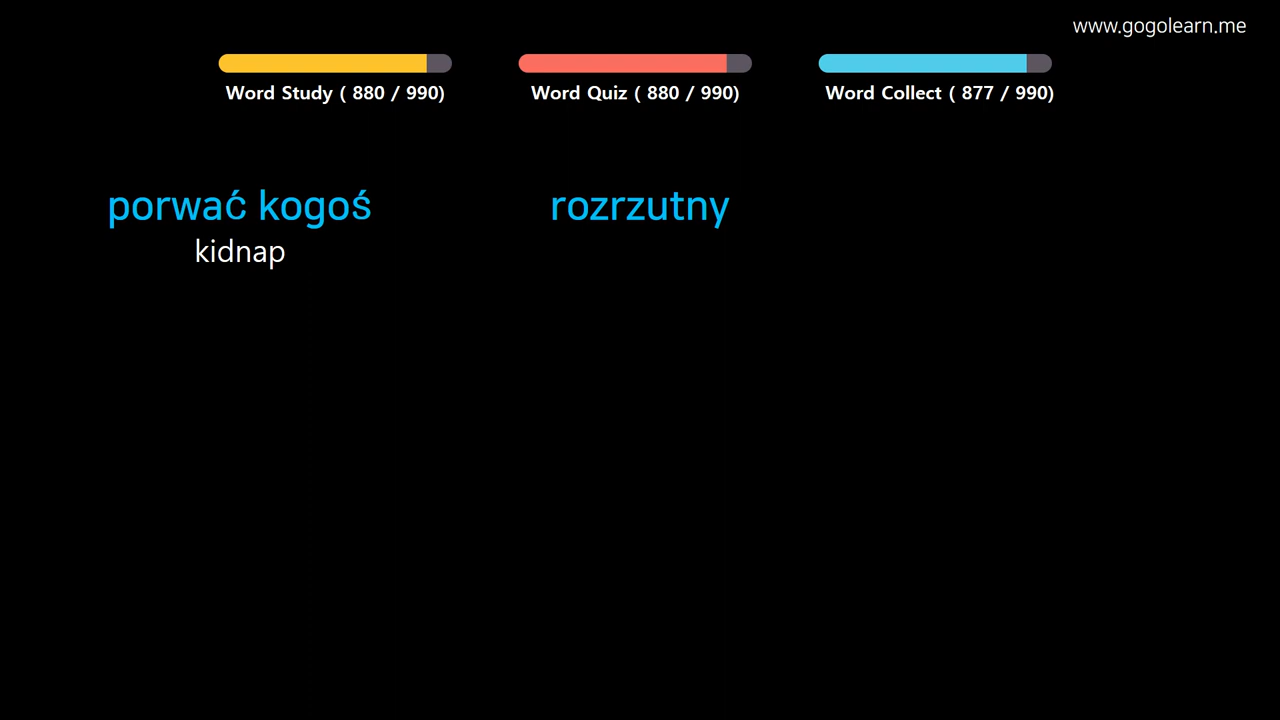 www.gogolearn.me
Word Study ( 880 / 990)
Word Quiz ( 880 / 990)
Word Collect ( 877 / 990)
porwać kogoś
kidnap
rozrzutny